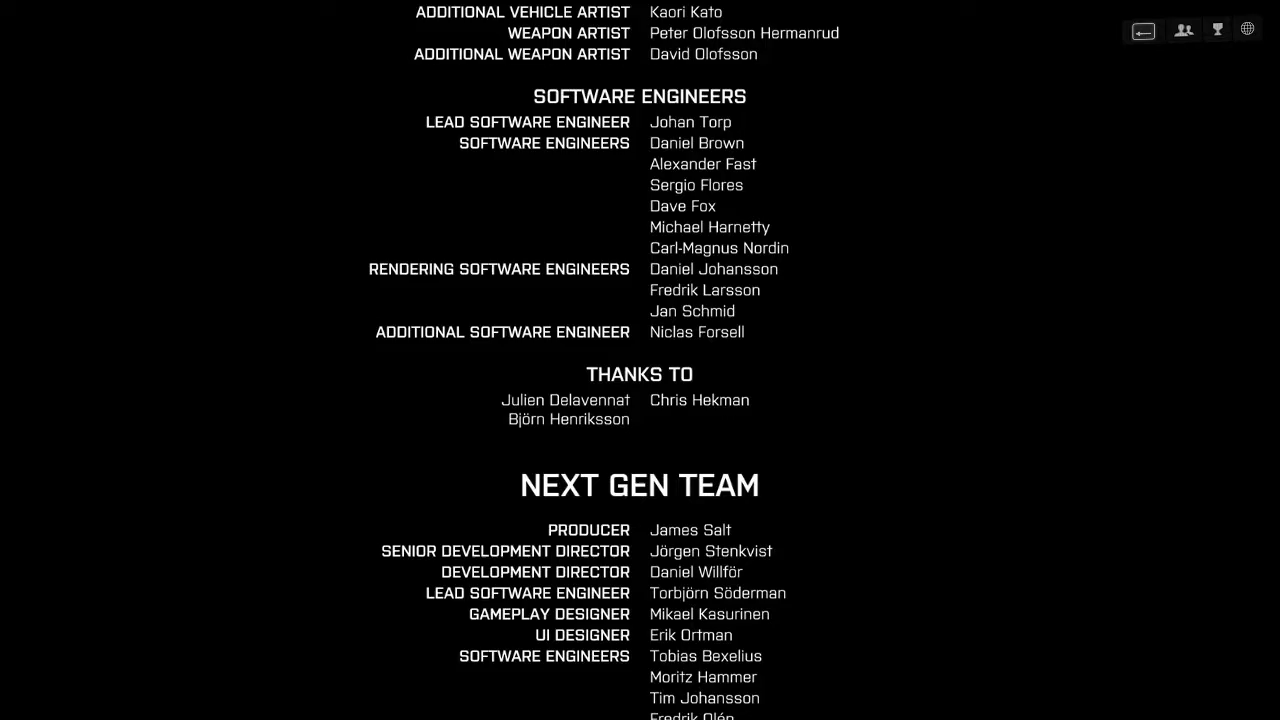 ADDITIONAL VEHICLE ARTIST Kaori Kato
WEAPON ARTIST Peter Olofsson Hermanrud
ADDITIONAL WEAPON ARTIST David Olofsson
SOFTWARE ENGINEERS
LEAD SOFTWARE ENGINEER Johan Torp
SOFTWARE ENGINEERS Daniel Brown
Alexander Fast
Sergio Flores
Dave Fox
Michael Harnetty
Carl-Magnus Nordin
RENDERING SOFTWARE ENGINEERS Daniel Johansson
Fredrik Larsson
Jan Schmid
ADDITIONAL SOFTWARE ENGINEER Niclas Forsell
THANKS TO
Julien Delavennat Chris Hekman
Björn Henriksson
NEXT GEN TEAM
PRODUCER James Salt
SENIOR DEVELOPMENT DIRECTOR Jörgen Stenkvist
DEVELOPMENT DIRECTOR Daniel Willför
LEAD SOFTWARE ENGINEER Torbjörn Söderman
GAMEPLAY DESIGNER Mikael Kasurinen
UI DESIGNER Erik Ortman
SOFTWARE ENGINEERS Tobias Bexelius
Moritz Hammer
Tim Johansson
Fredrik Olén